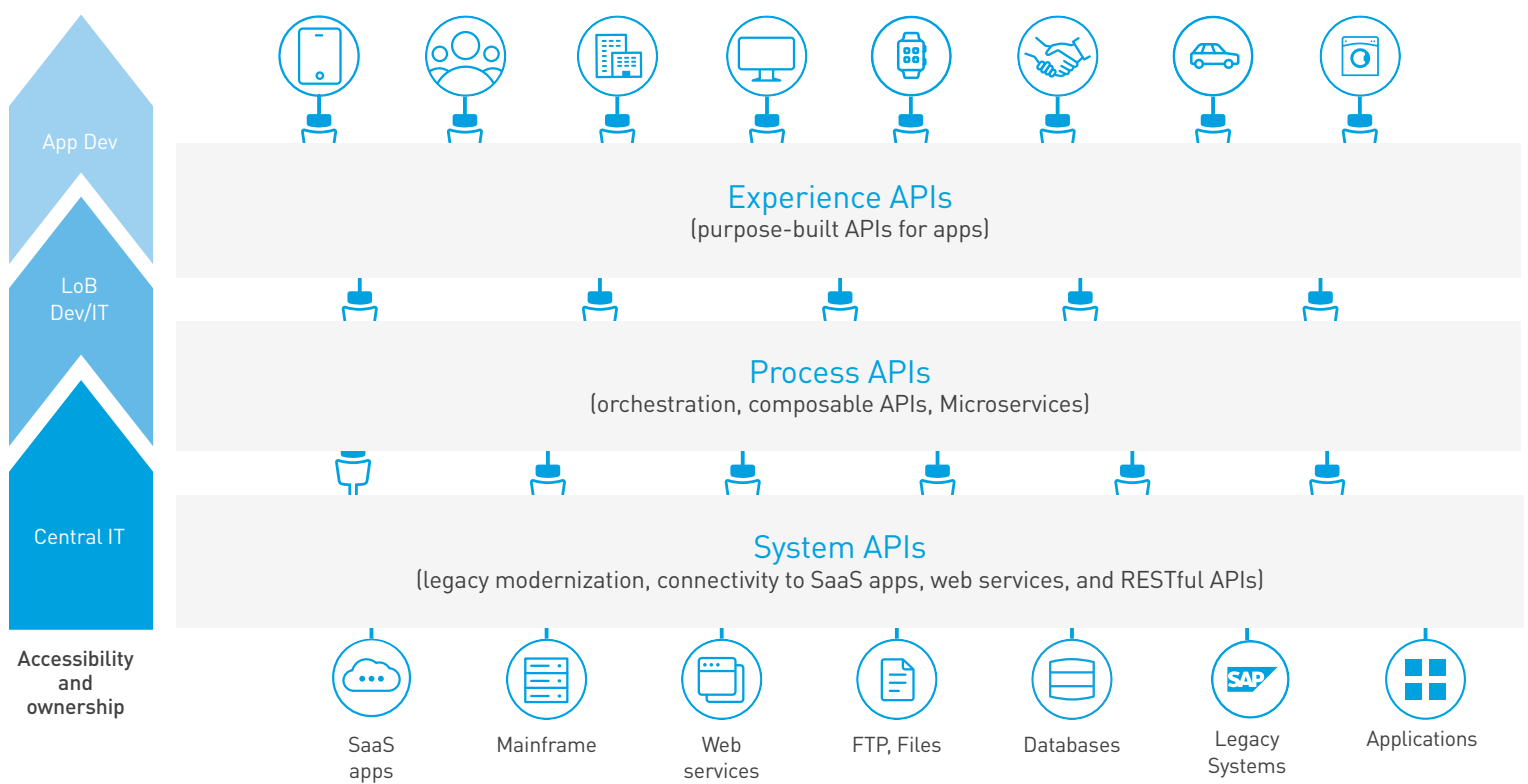 App Dev
Experience APIs
(purpose-built APIs for apps)
LoB
Dev/IT
Process APIs
(orchestration, composable APIs, Microservices)
Central IT
System APIs
(legacy modernization, connectivity to SaaS apps, web services, and RESTful APIs)
Accessibility
and
ownership
SAP
SaaS
apps
Mainframe
Web
services
FTP, Files
Databases
Legacy
Systems
Applications